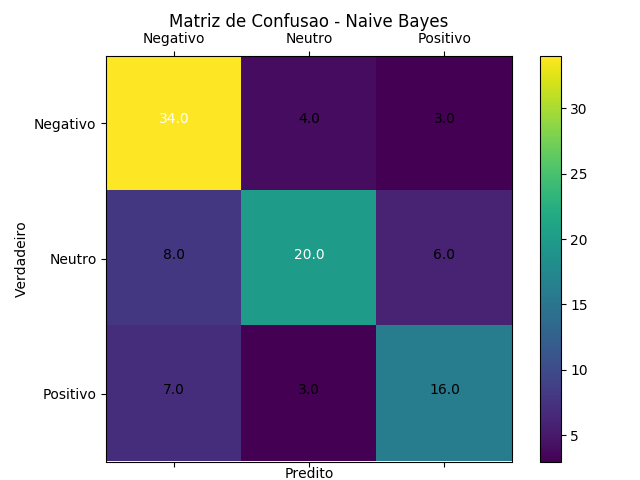 Matriz de Confusao - Naive Bayes
Negativo Neutro Positivo
Negativo 34.0 4.0 3.0
Neutro 8.0 20.0 6.0
Positivo 7.0 3.0 16.0
Verdadeiro
Predito
30
25
20
15
10
5